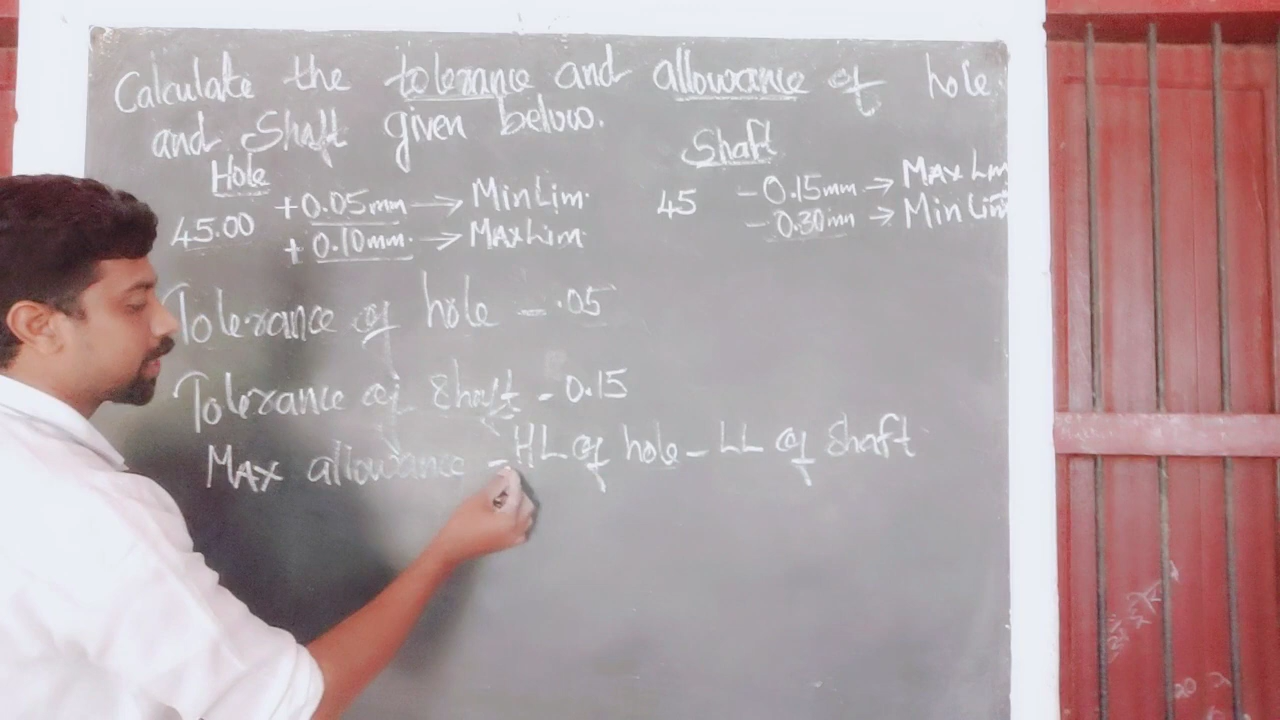 Calculate the tolerance and allowance of hole
and Shaft given below.
Hole
Shaft
45.00 +0.05mm → Min Lim.
+ 0.10mm. → Max Lim
45 -0.15mm → Max Lim
- 0.30mm → Min Limi
Tolerance of hole - .05
Tolerance of Shaft - 0.15
Max allowance - HL of hole - LL of shaft